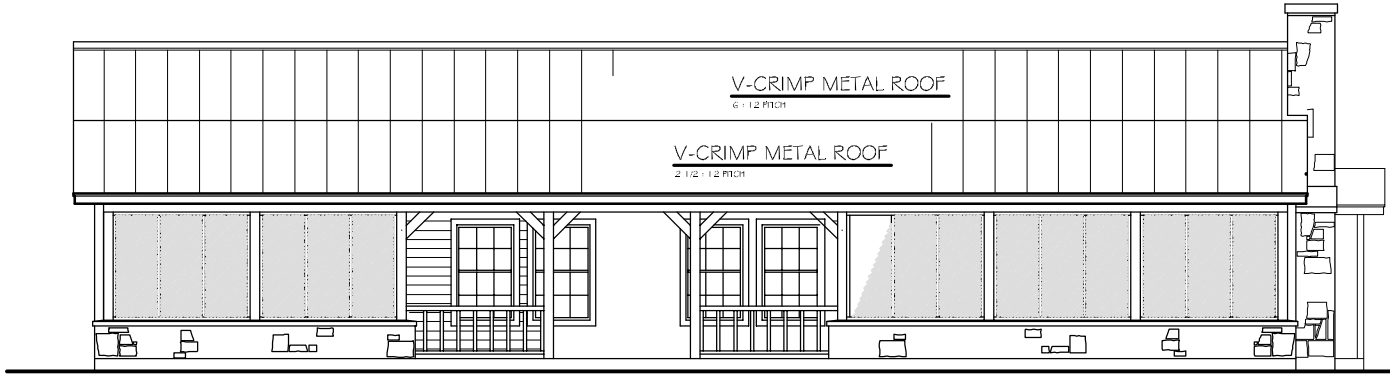 V-CRIMP METAL ROOF
6 : 12 PITCH
V-CRIMP METAL ROOF
2 1/2 : 12 PITCH